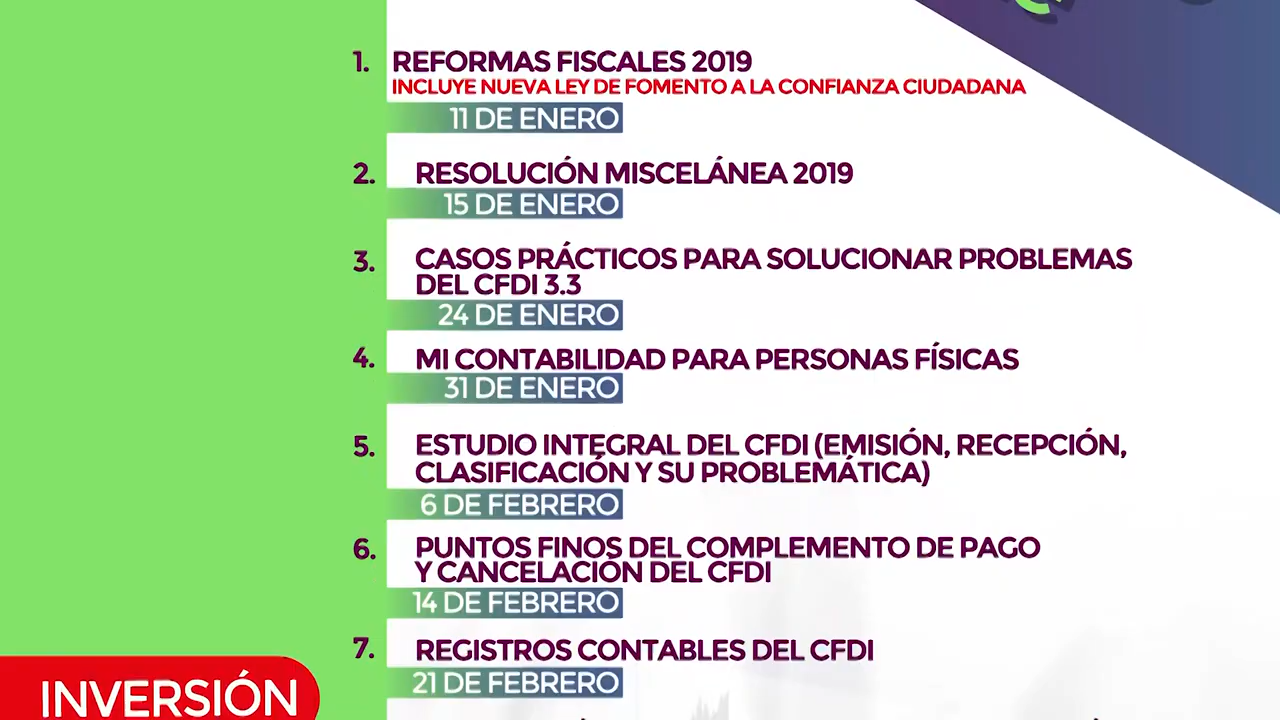 1. REFORMAS FISCALES 2019
INCLUYE NUEVA LEY DE FOMENTO A LA CONFIANZA CIUDADANA
11 DE ENERO
2. RESOLUCIÓN MISCELÁNEA 2019
15 DE ENERO
3. CASOS PRÁCTICOS PARA SOLUCIONAR PROBLEMAS
DEL CFDI 3.3
24 DE ENERO
4. MI CONTABILIDAD PARA PERSONAS FÍSICAS
31 DE ENERO
5. ESTUDIO INTEGRAL DEL CFDI (EMISIÓN, RECEPCIÓN,
CLASIFICACIÓN Y SU PROBLEMÁTICA)
6 DE FEBRERO
6. PUNTOS FINOS DEL COMPLEMENTO DE PAGO
Y CANCELACIÓN DEL CFDI
14 DE FEBRERO
7. REGISTROS CONTABLES DEL CFDI
21 DE FEBRERO
INVERSIÓN